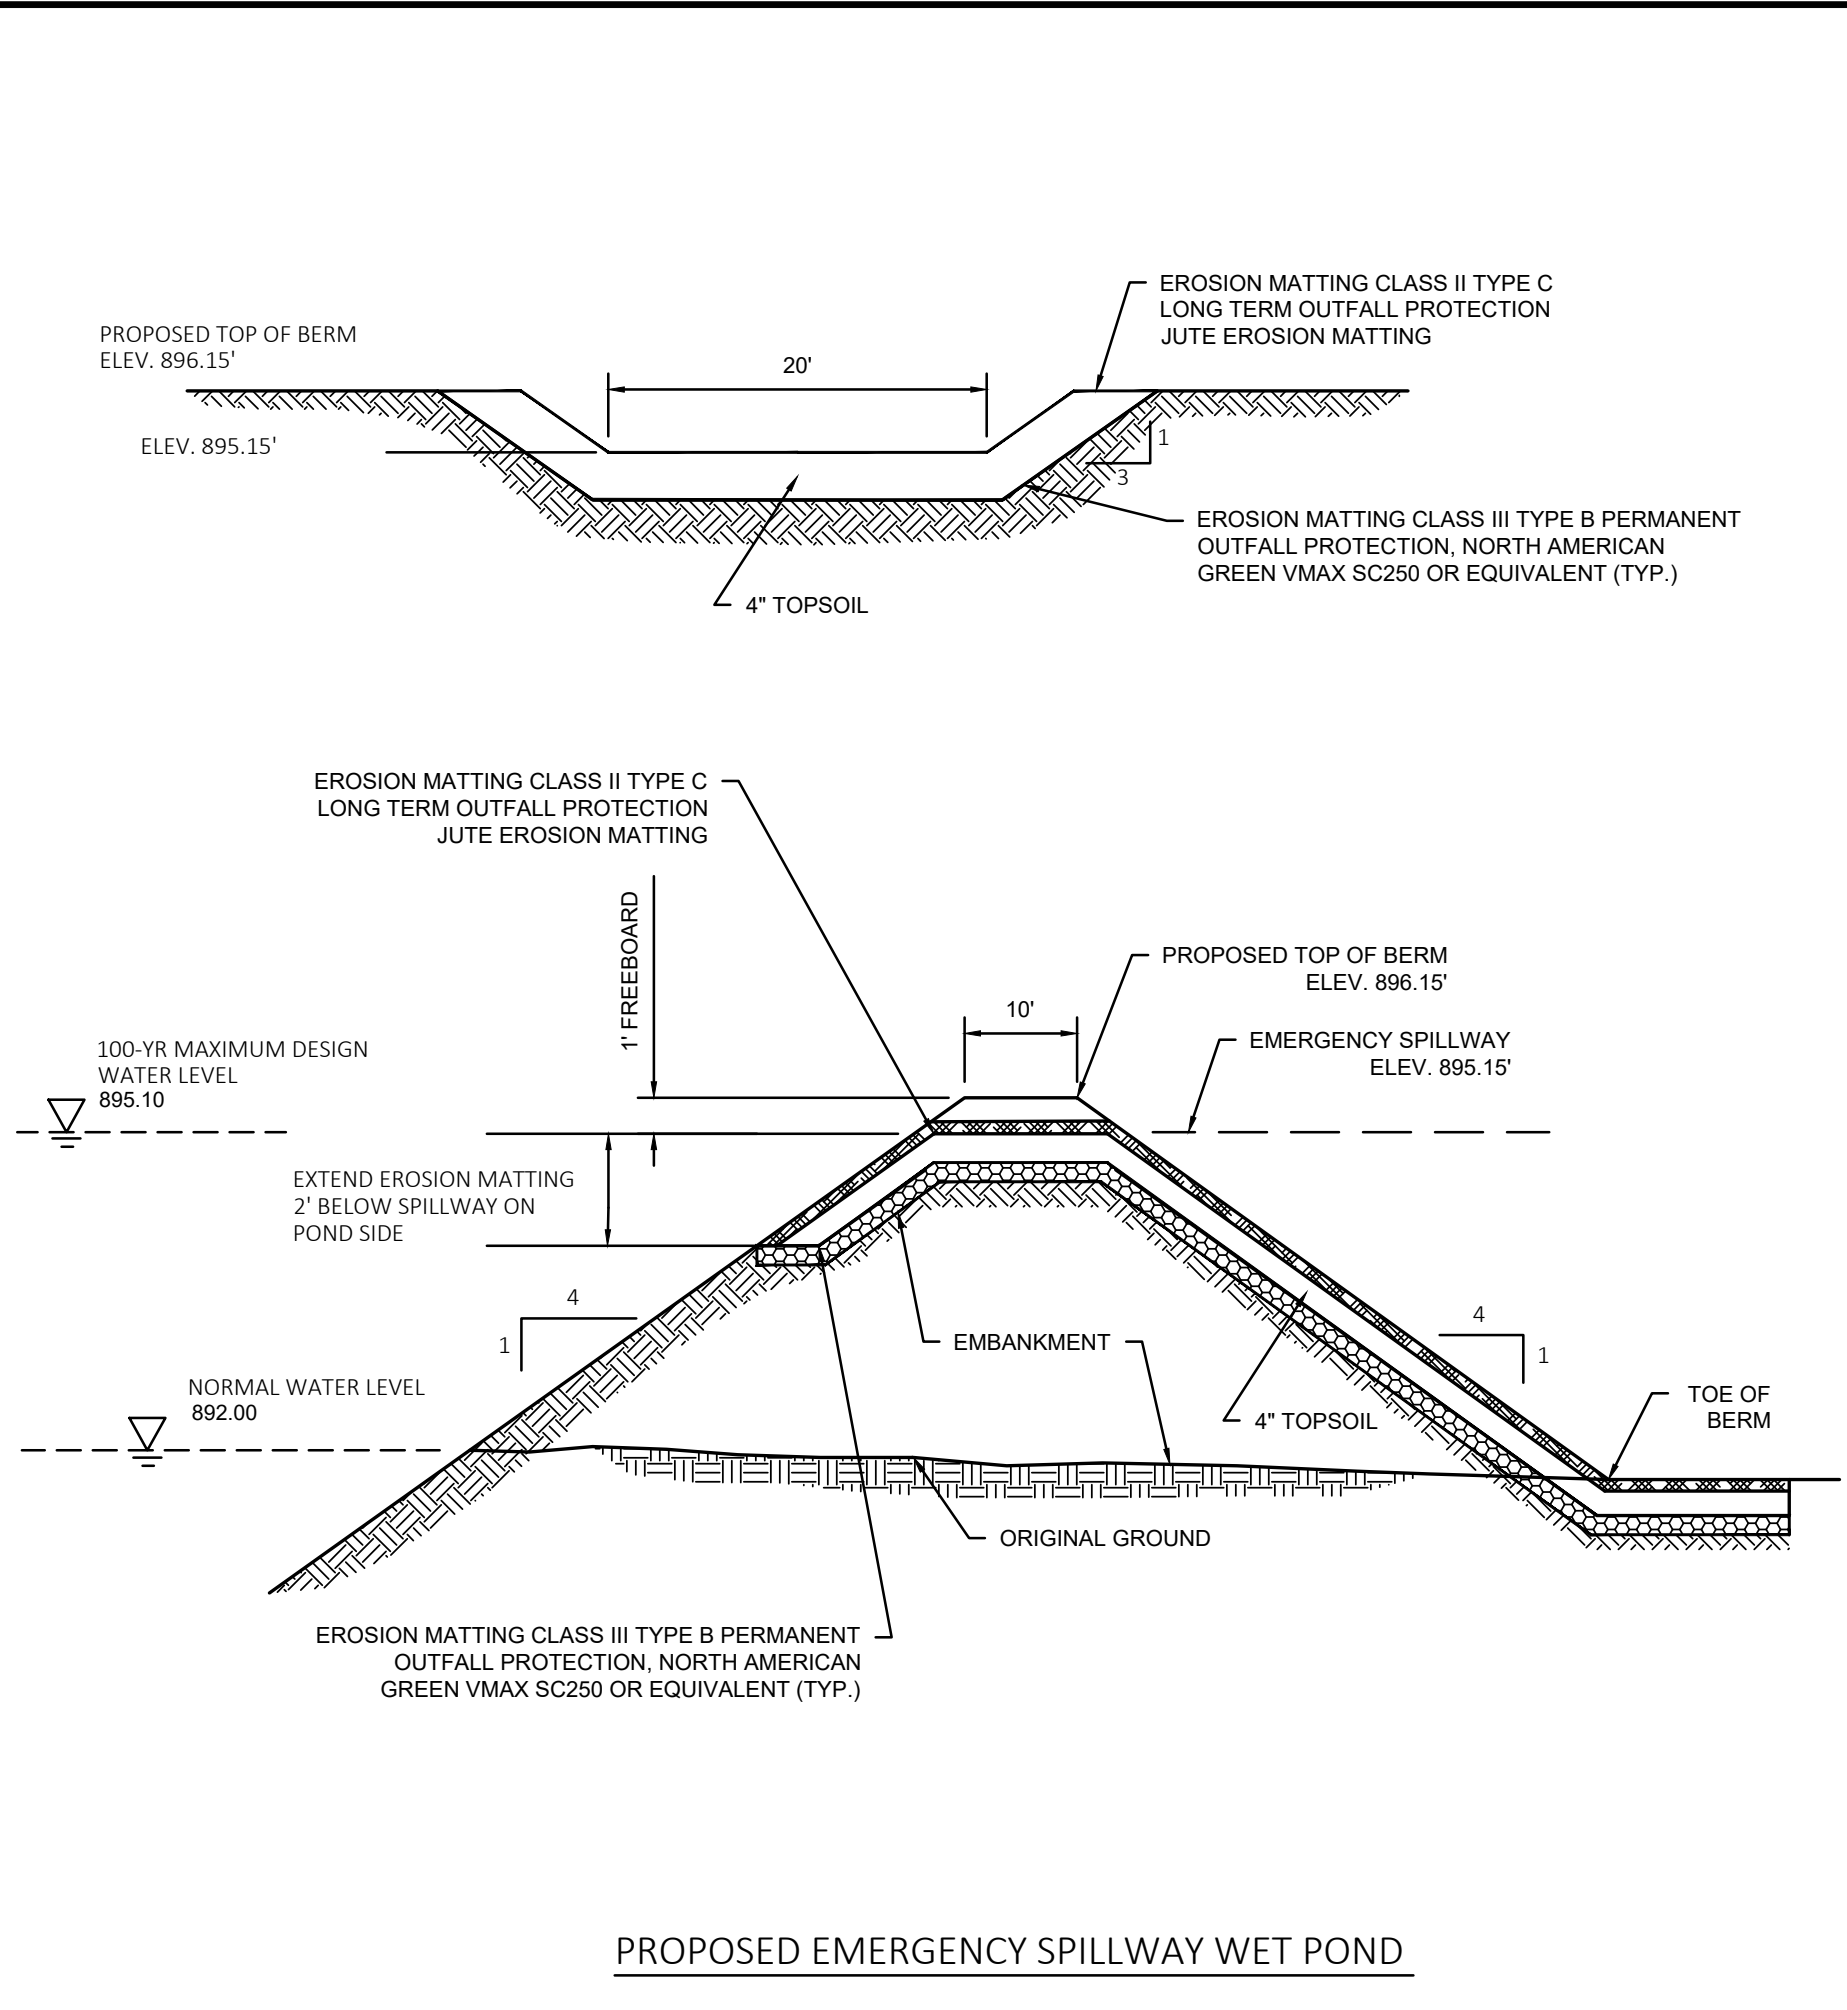 EROSION MATTING CLASS II TYPE C
LONG TERM OUTFALL PROTECTION
JUTE EROSION MATTING
PROPOSED TOP OF BERM
ELEV. 896.15'
20'
ELEV. 895.15'
1
3
EROSION MATTING CLASS III TYPE B PERMANENT
OUTFALL PROTECTION, NORTH AMERICAN
GREEN VMAX SC250 OR EQUIVALENT (TYP.)
4" TOPSOIL
EROSION MATTING CLASS II TYPE C
LONG TERM OUTFALL PROTECTION
JUTE EROSION MATTING
1' FREEBOARD
PROPOSED TOP OF BERM
ELEV. 896.15'
10'
EMERGENCY SPILLWAY
ELEV. 895.15'
100-YR MAXIMUM DESIGN
WATER LEVEL
895.10
EXTEND EROSION MATTING
2' BELOW SPILLWAY ON
POND SIDE
4
1
EMBANKMENT
4
1
NORMAL WATER LEVEL
892.00
4" TOPSOIL
TOE OF
BERM
ORIGINAL GROUND
EROSION MATTING CLASS III TYPE B PERMANENT
OUTFALL PROTECTION, NORTH AMERICAN
GREEN VMAX SC250 OR EQUIVALENT (TYP.)
PROPOSED EMERGENCY SPILLWAY WET POND